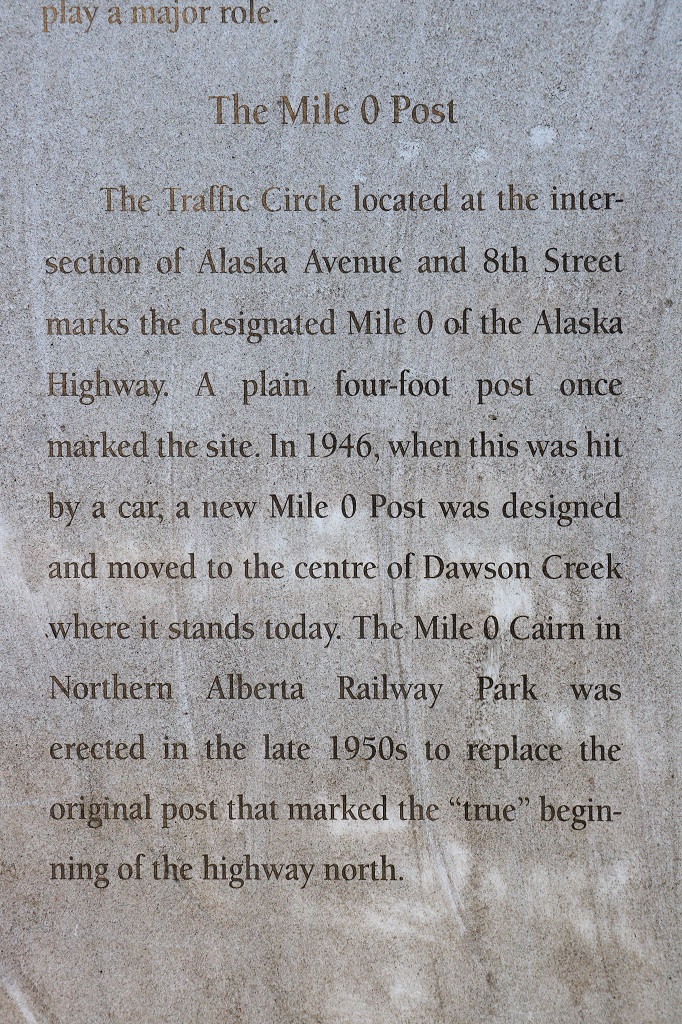 play a major role.
The Mile 0 Post
The Traffic Circle located at the inter-
section of Alaska Avenue and 8th Street
marks the designated Mile 0 of the Alaska
Highway. A plain four-foot post once
marked the site. In 1946, when this was hit
by a car, a new Mile 0 Post was designed
and moved to the centre of Dawson Creek
where it stands today. The Mile 0 Cairn in
Northern Alberta Railway Park was
erected in the late 1950s to replace the
original post that marked the “true” begin-
ning of the highway north.